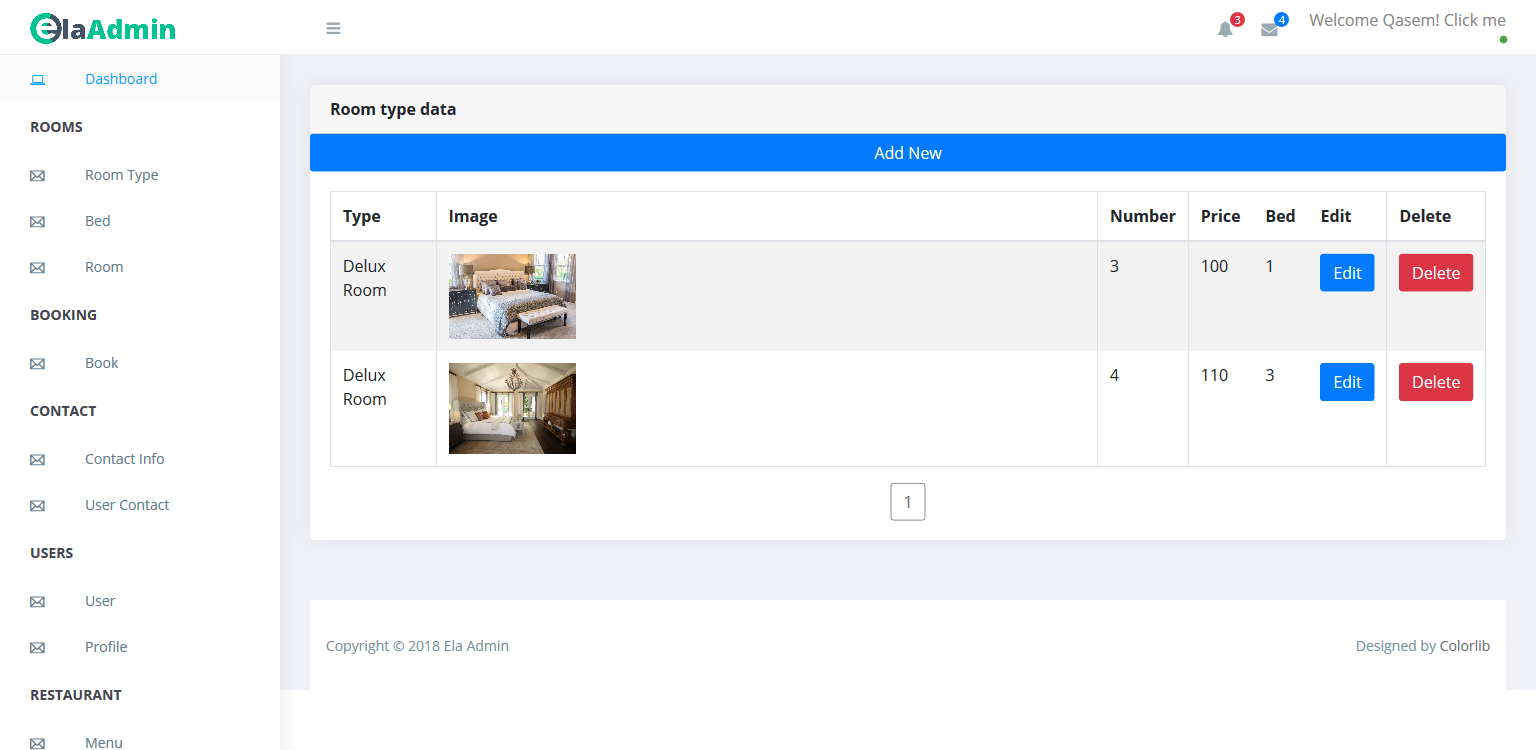 elaAdmin
3
4
Welcome Qasem! Click me
Dashboard
ROOMS
Room Type
Bed
Room
BOOKING
Book
CONTACT
Contact Info
User Contact
USERS
User
Profile
RESTAURANT
Menu
Room type data
Add New
Type Image Number Price Bed Edit Delete
Delux 3 100 1 Edit Delete
Room
Delux 4 110 3 Edit Delete
Room
1
Copyright © 2018 Ela Admin
Designed by Colorlib